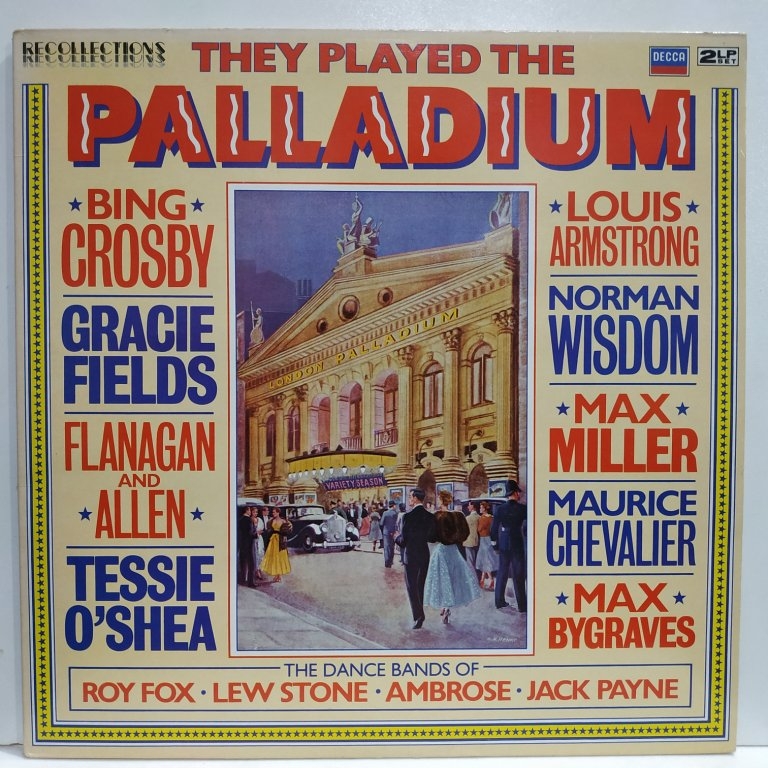 RECOLLECTIONS
THEY PLAYED THE
DECCA
2LP
SET
PALLADIUM
BING
CROSBY
GRACIE
FIELDS
FLANAGAN
AND
ALLEN
TESSIE
O'SHEA
LONDON PALLADIUM
VARIETY SEASON
LOUIS
ARMSTRONG
NORMAN
WISDOM
MAX
MILLER
MAURICE
CHEVALIER
MAX
BYGRAVES
THE DANCE BANDS OF
ROY FOX · LEW STONE · AMBROSE · JACK PAYNE